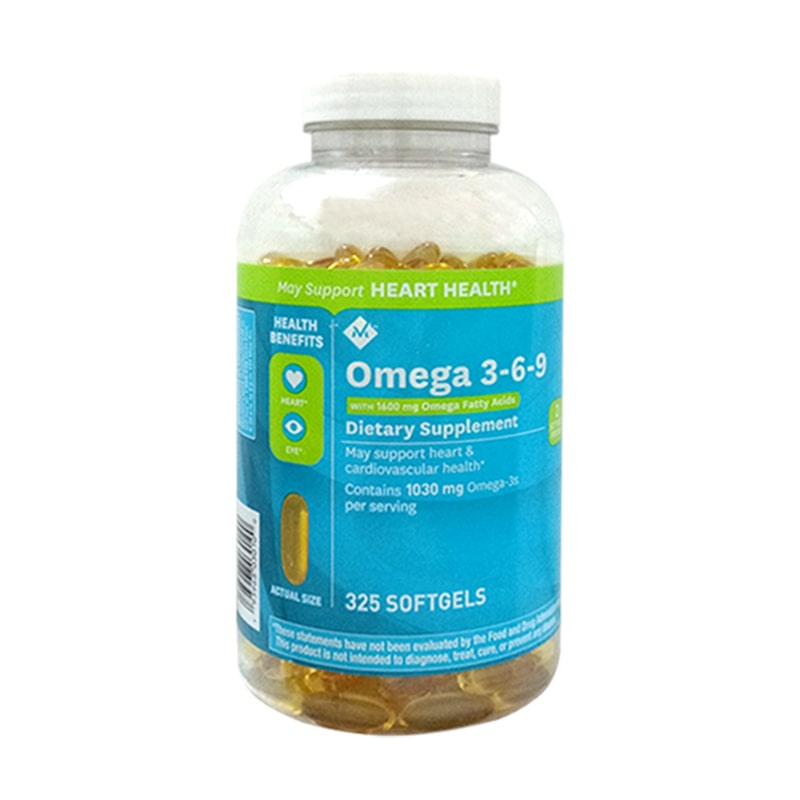 May Support HEART HEALTH*
HEALTH
BENEFITS
HEART*
EYE*
ACTUAL SIZE
M
Omega 3-6-9
WITH 1600 mg Omega Fatty Acids
Dietary Supplement
May support heart &
cardiovascular health*
Contains 1030 mg Omega-3s
per serving
325 SOFTGELS
*These statements have not been evaluated by the Food and Drug
This product is not intended to diagnose, treat, cure, or prevent any